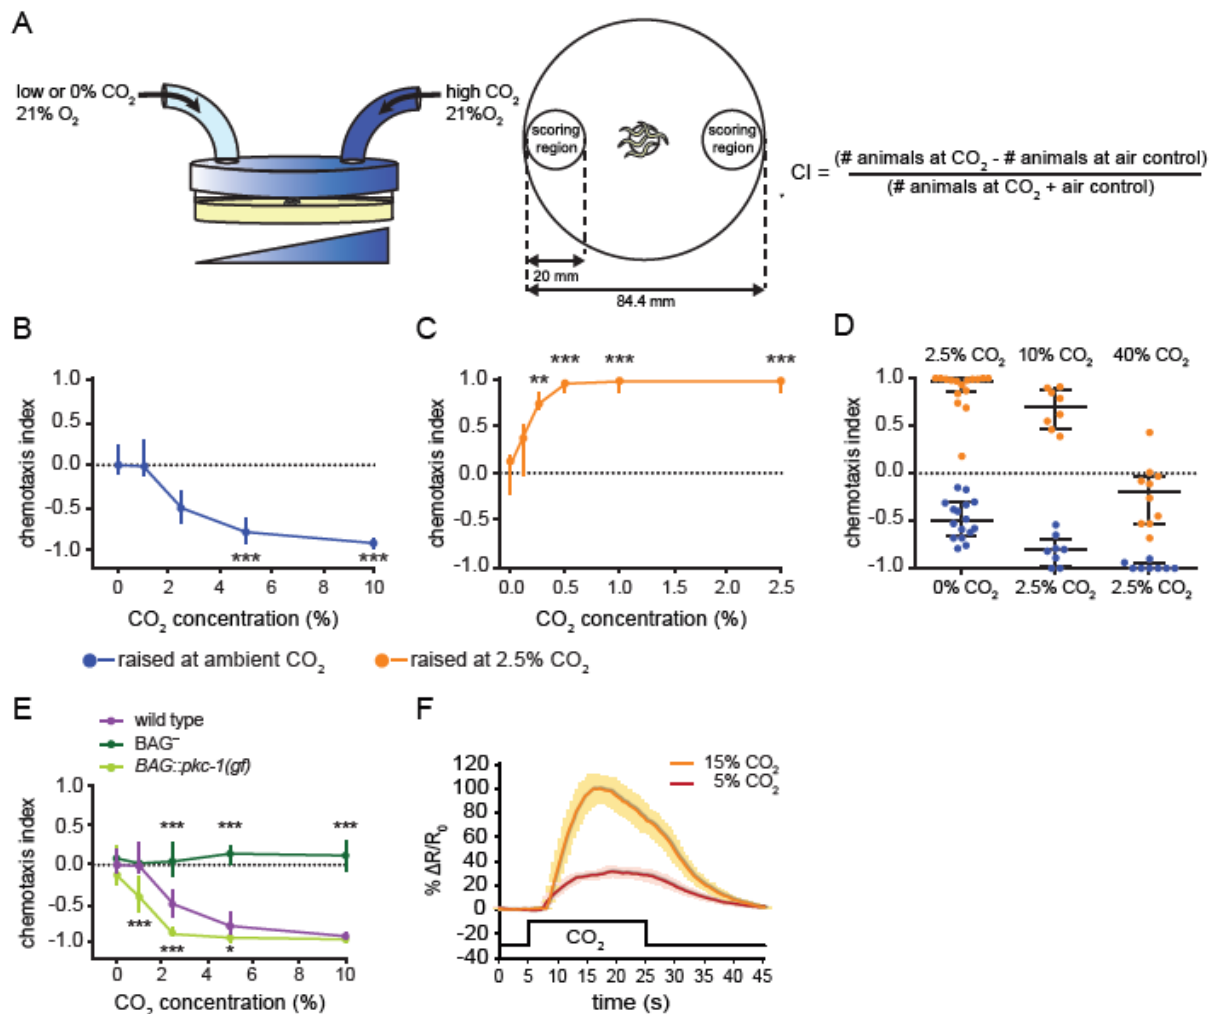 A
low or 0% CO₂
21% O₂
high CO₂
21%O₂
scoring
region
scoring
region
20 mm
84.4 mm
CI = (# animals at CO₂ - # animals at air control)
(# animals at CO₂ + air control)
B
chemotaxis index
1.0
0.5
0.0
-0.5
-1.0
***
***
0 2 4 6 8 10
CO₂ concentration (%)
C
chemotaxis index
1.0
0.5
0.0
-0.5
-1.0
**
***
***
***
0.0 0.5 1.0 1.5 2.0 2.5
CO₂ concentration (%)
D
2.5% CO₂ 10% CO₂ 40% CO₂
chemotaxis index
1.0
0.5
0.0
-0.5
-1.0
0% CO₂ 2.5% CO₂ 2.5% CO₂
raised at ambient CO₂
raised at 2.5% CO₂
E
wild type
BAG⁻
BAG::pkc-1(gf)
chemotaxis index
1.0
0.5
0.0
-0.5
-1.0
*** *** ***
***
***
*
0 2 4 6 8 10
CO₂ concentration (%)
F
15% CO₂
5% CO₂
% ΔR/R₀
120
100
80
60
40
20
0
-20
-40
CO₂
0 5 10 15 20 25 30 35 40 45
time (s)